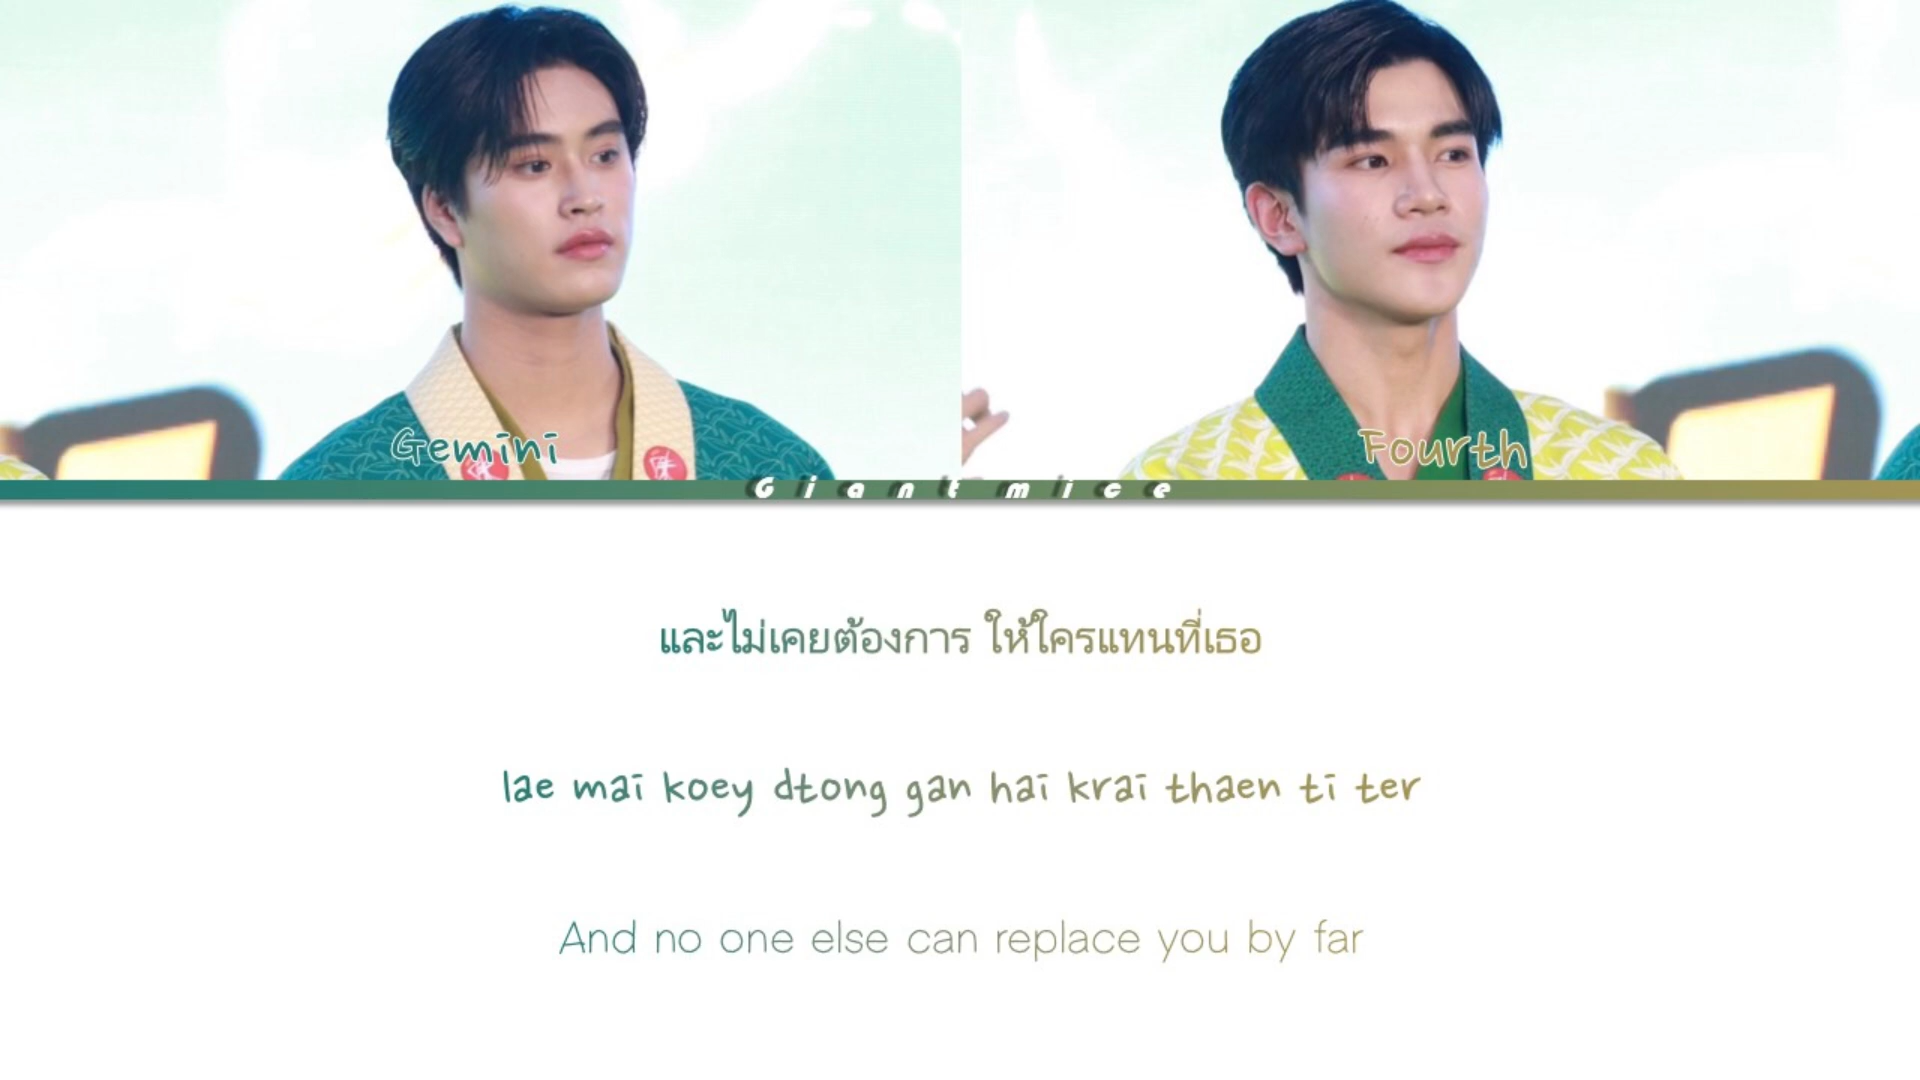 Gemini
Fourth
Giant mice
และไม่เคยต้องการ ให้ใครแทนที่เธอ
lae mai koey dtong gan hai krai thaen ti ter
And no one else can replace you by far